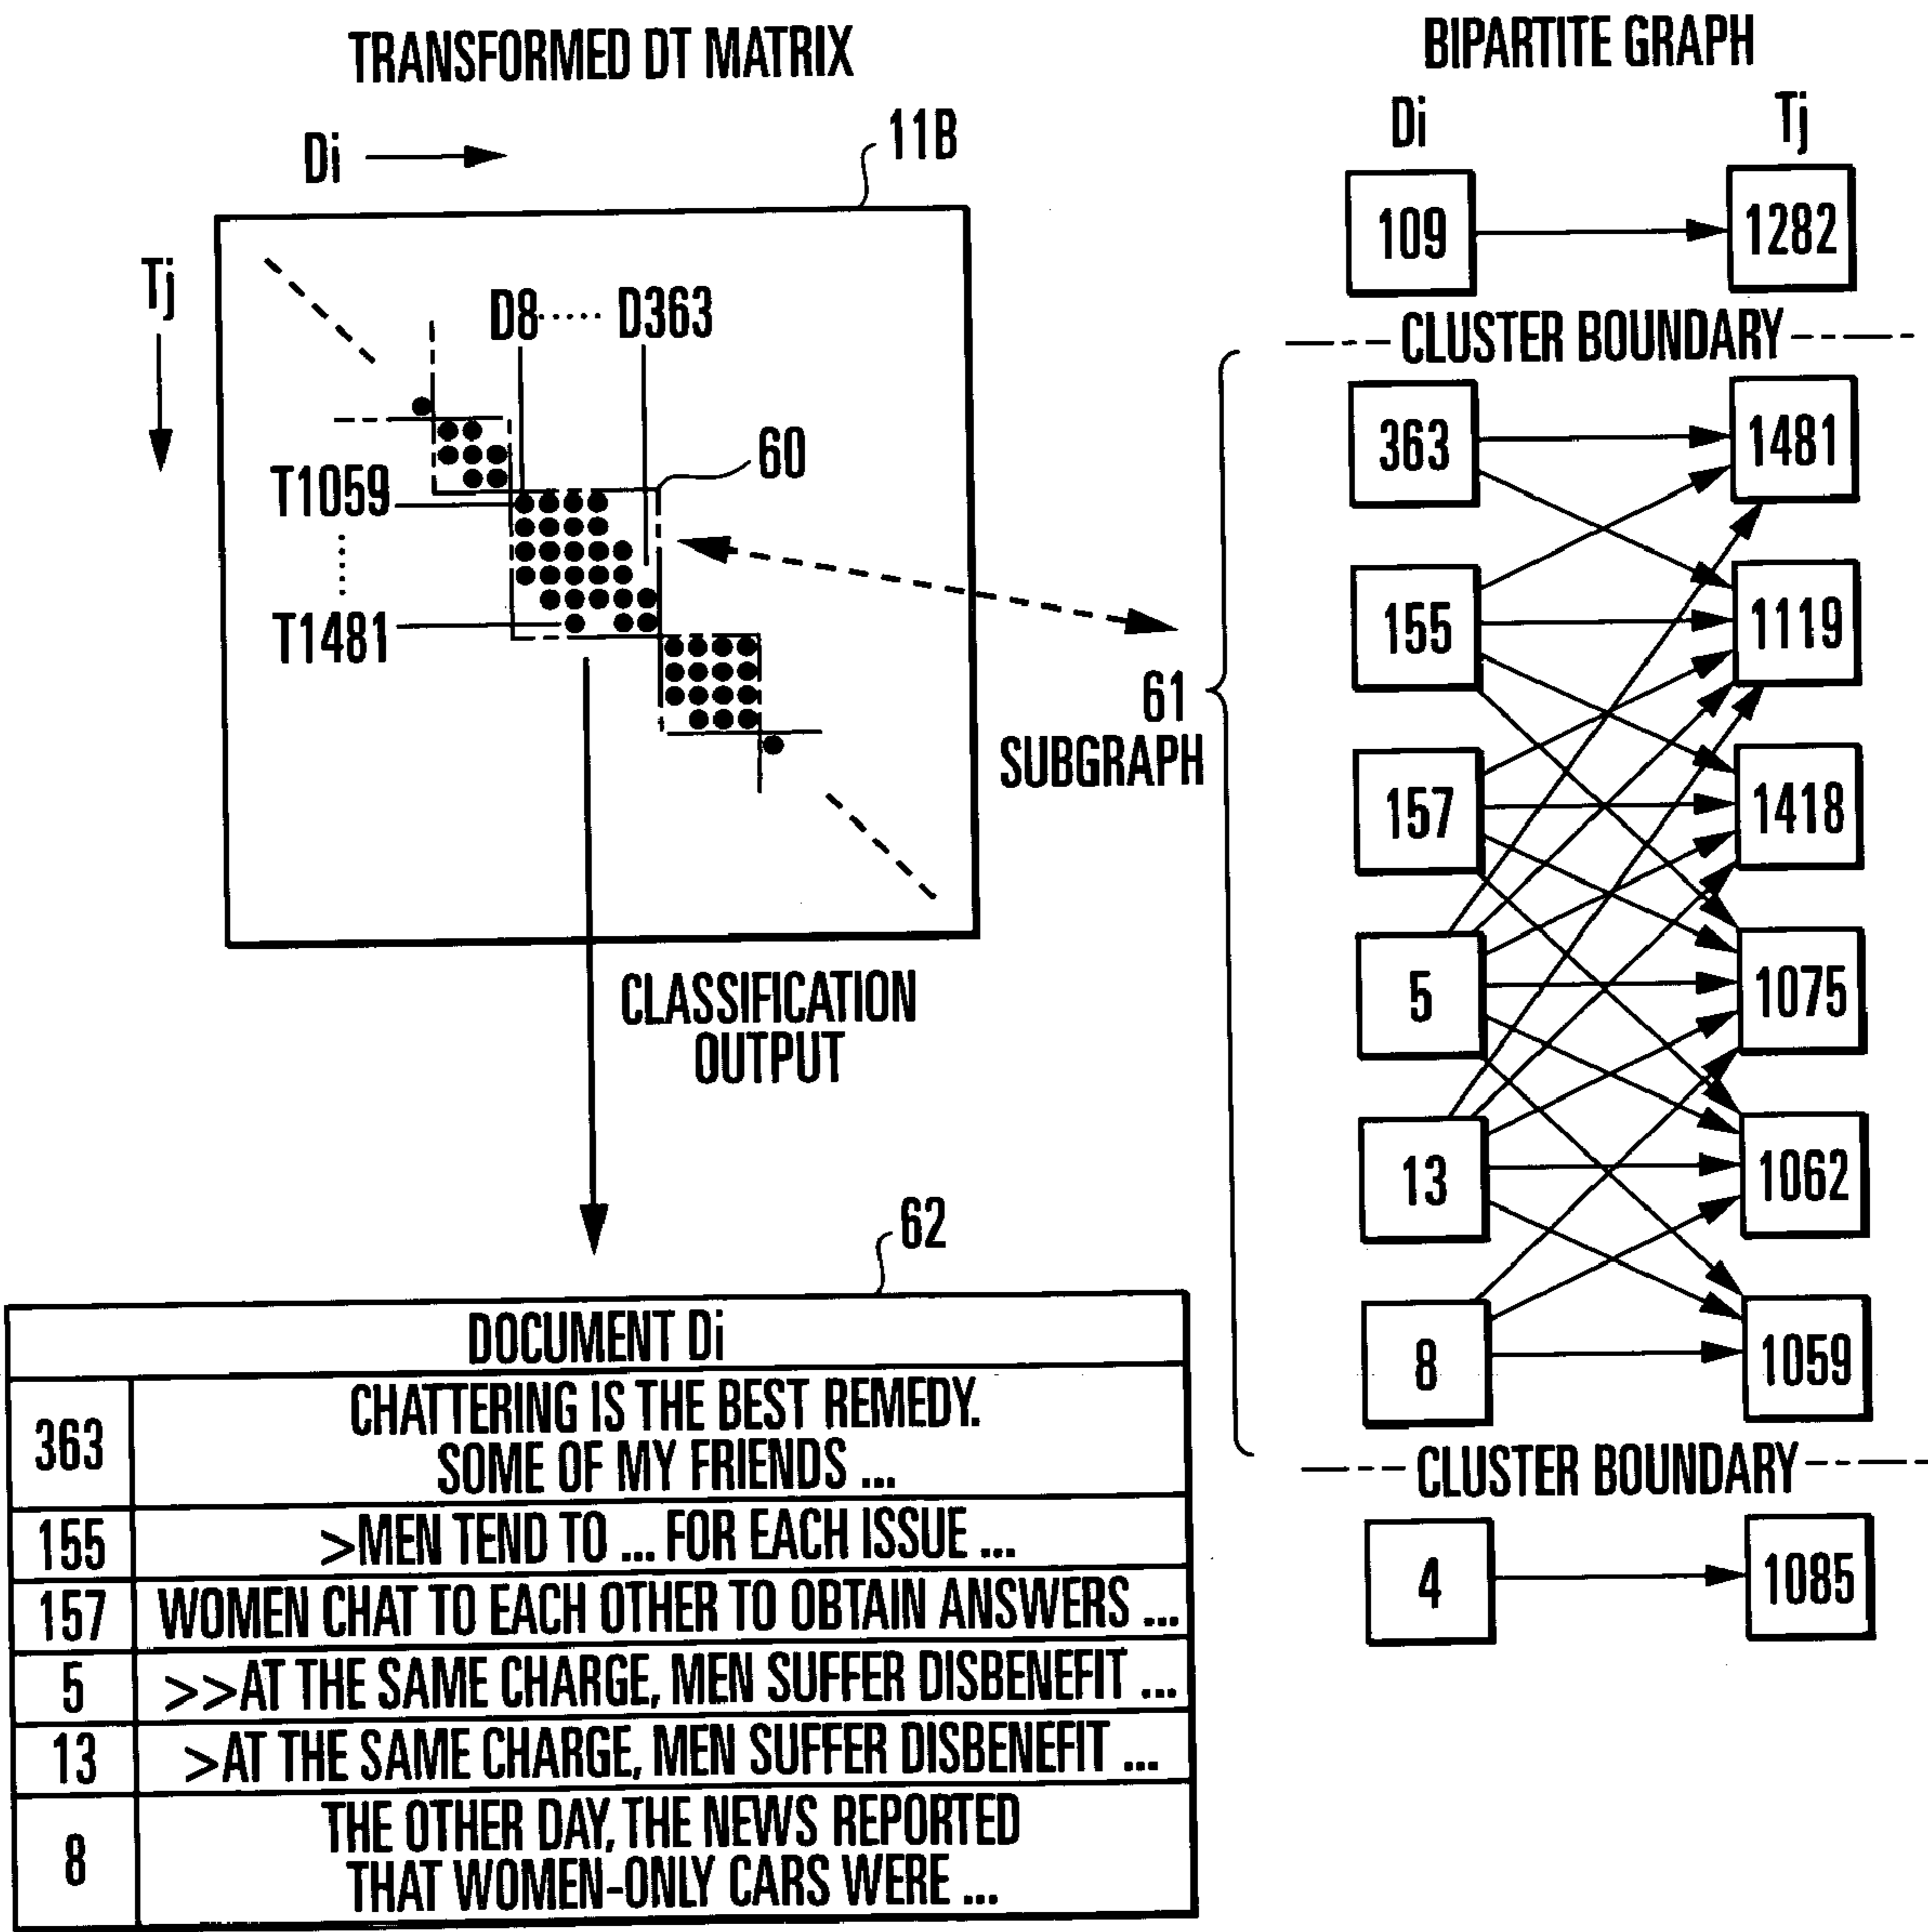 TRANSFORMED DT MATRIX
Di
11B
Tj
D8 ..... D363
60
T1059
T1481
CLASSIFICATION
OUTPUT
61
SUBGRAPH
BIPARTITE GRAPH
Di Tj
109 1282
CLUSTER BOUNDARY
363 1481
155 1119
157 1418
5 1075
13 1062
8 1059
CLUSTER BOUNDARY
4 1085
62
DOCUMENT Di
363 CHATTERING IS THE BEST REMEDY.
SOME OF MY FRIENDS ...
155 >MEN TEND TO ... FOR EACH ISSUE ...
157 WOMEN CHAT TO EACH OTHER TO OBTAIN ANSWERS ...
5 >>AT THE SAME CHARGE, MEN SUFFER DISBENEFIT ...
13 >AT THE SAME CHARGE, MEN SUFFER DISBENEFIT ...
8 THE OTHER DAY, THE NEWS REPORTED
THAT WOMEN-ONLY CARS WERE ...